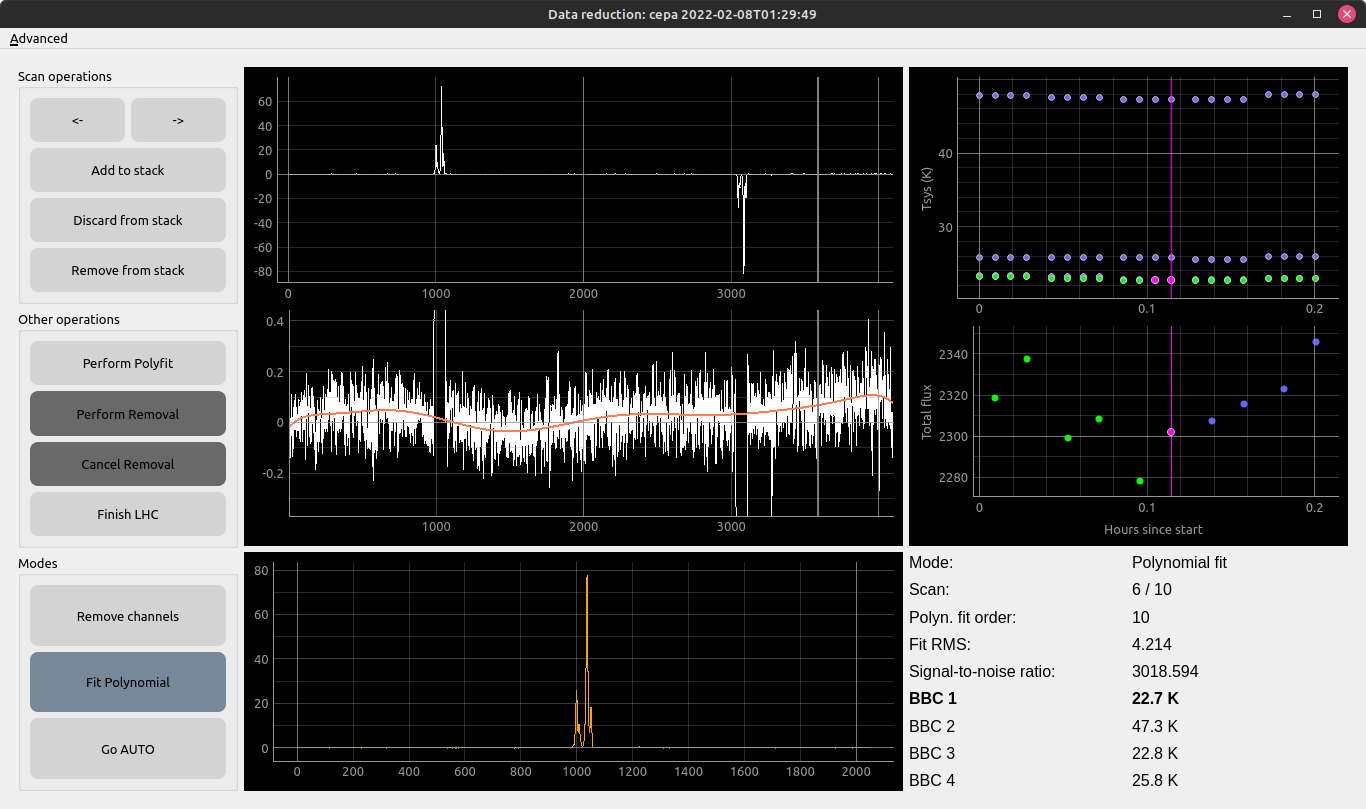 Data reduction: cepa 2022-02-08T01:29:49
Advanced
Scan operations
<-
->
Add to stack
Discard from stack
Remove from stack
Other operations
Perform Polyfit
Perform Removal
Cancel Removal
Finish LHC
Modes
Remove channels
Fit Polynomial
Go AUTO
60
40
20
0
-20
-40
-60
-80
0 1000 2000 3000
0.4
0.2
0
-0.2
1000 2000 3000
80
60
40
20
0
0 200 400 600 800 1000 1200 1400 1600 1800 2000
Tsys (K)
40
30
0 0.1 0.2
Total flux
2340
2320
2300
2280
0 0.1 0.2
Hours since start
Mode: Polynomial fit
Scan: 6 / 10
Polyn. fit order: 10
Fit RMS: 4.214
Signal-to-noise ratio: 3018.594
BBC 1 22.7 K
BBC 2 47.3 K
BBC 3 22.8 K
BBC 4 25.8 K